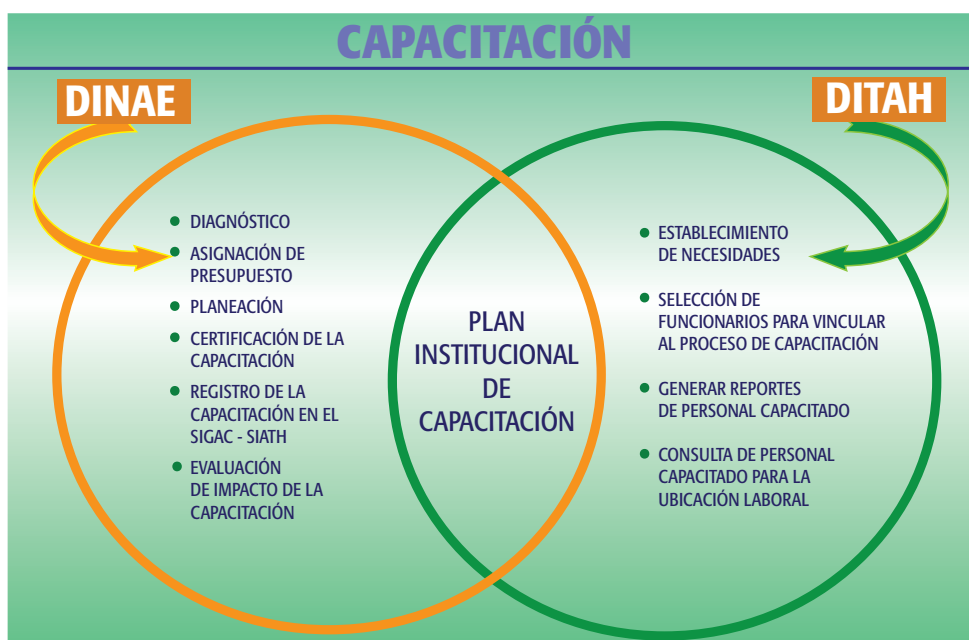 CAPACITACIÓN
DINAE
DITAH
• DIAGNÓSTICO
• ASIGNACIÓN DE
PRESUPUESTO
• PLANEACIÓN
• CERTIFICACIÓN DE LA
CAPACITACIÓN
• REGISTRO DE LA
CAPACITACIÓN EN EL
SIGAC - SIATH
• EVALUACIÓN
DE IMPACTO DE LA
CAPACITACIÓN
PLAN
INSTITUCIONAL
DE
CAPACITACIÓN
• ESTABLECIMIENTO
DE NECESIDADES
• SELECCIÓN DE
FUNCIONARIOS PARA VINCULAR
AL PROCESO DE CAPACITACIÓN
• GENERAR REPORTES
DE PERSONAL CAPACITADO
• CONSULTA DE PERSONAL
CAPACITADO PARA LA
UBICACIÓN LABORAL